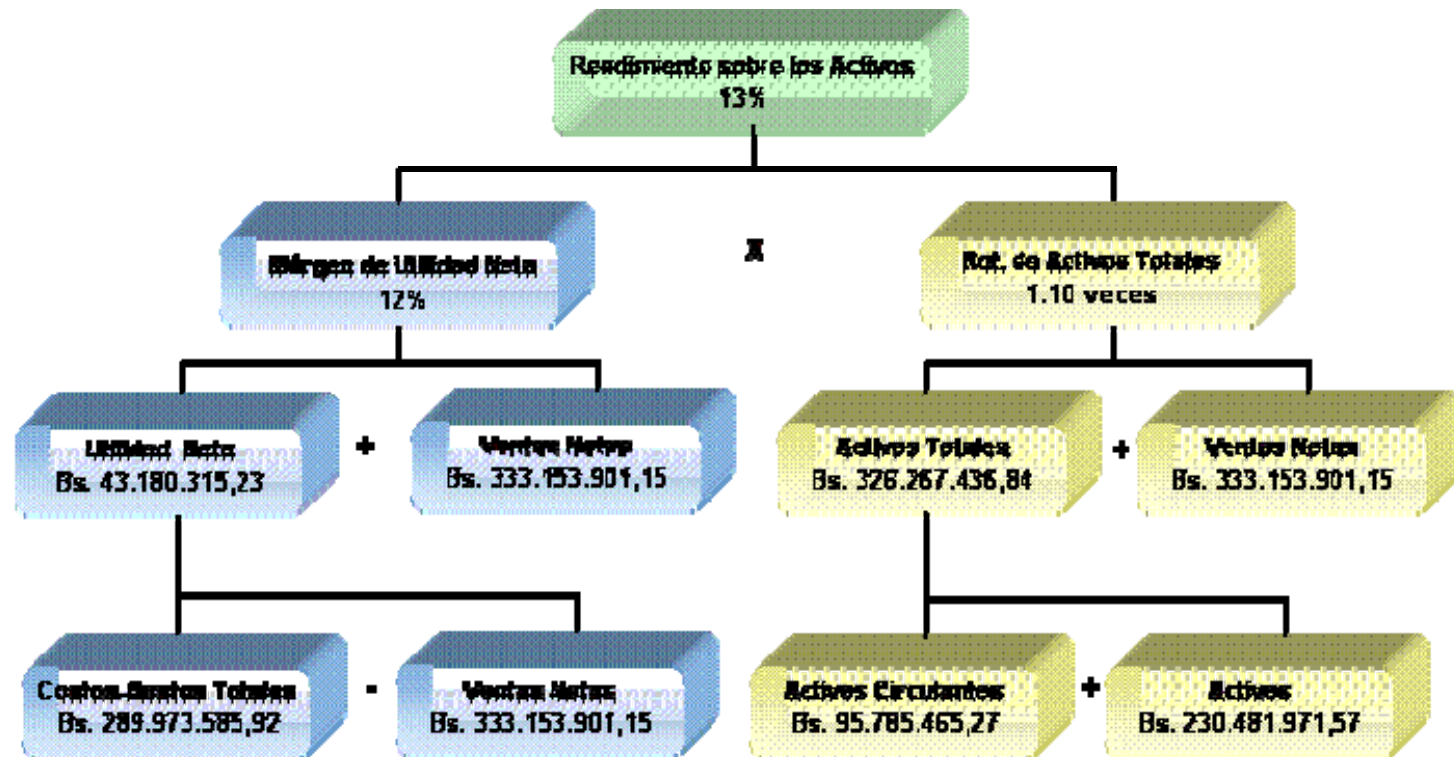 Rendimiento sobre los Activos
13%
Márgen de Utilidad Neta
12%
X
Rot. de Activos Totales
1.10 veces
Utilidad Neta
Bs. 43.180.315,23
+
Ventas Netas
Bs. 333.153.901,15
Activos Totales
Bs. 326.267.436,84
+
Ventas Netas
Bs. 333.153.901,15
Costos-Gastos Totales
Bs. 289.973.585,92
-
Ventas Netas
Bs. 333.153.901,15
Activos Circulantes
Bs. 95.785.465,27
+
Activos
Bs. 230.481.971,57